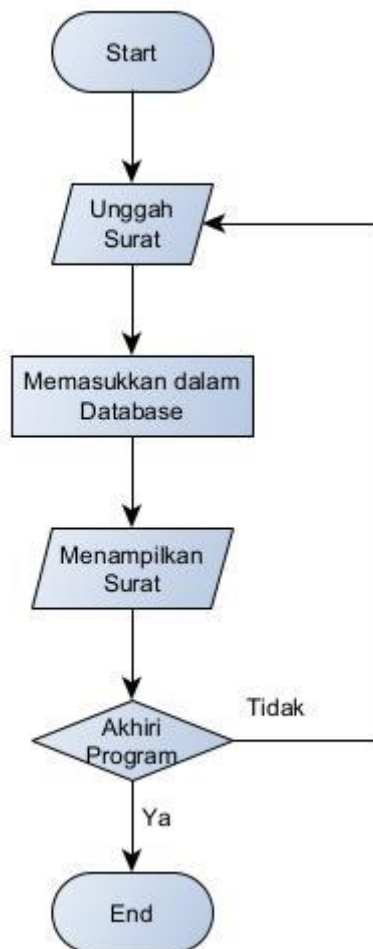 Start
Unggah
Surat
Memasukkan dalam
Database
Menampilkan
Surat
Akhiri
Program
Tidak
Ya
End